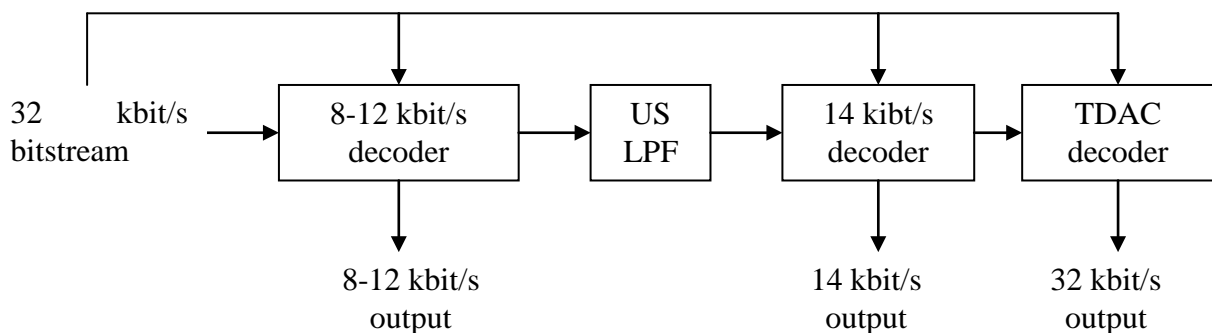 32 kbit/s
bitstream
8-12 kbit/s
decoder
US
LPF
14 kibt/s
decoder
TDAC
decoder
8-12 kbit/s
output
14 kbit/s
output
32 kbit/s
output